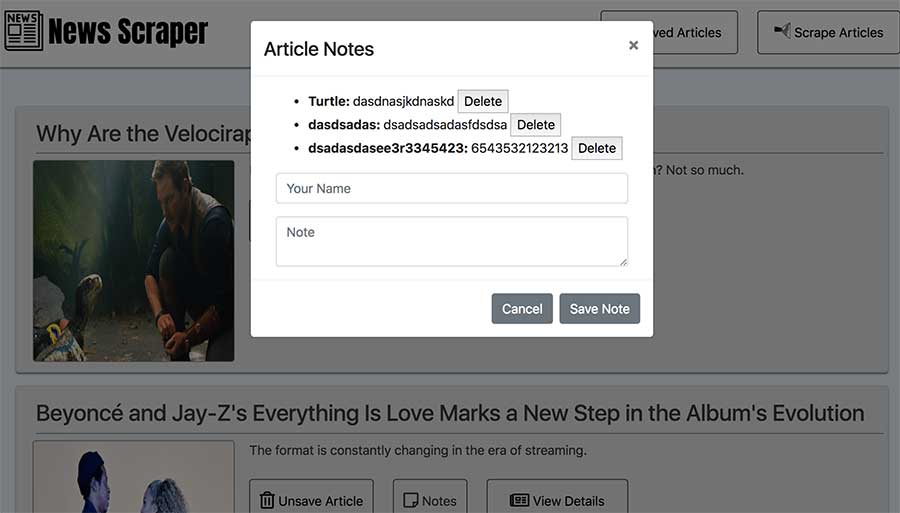 NEWS
News Scraper
ved Articles
Scrape Articles
Article Notes
×
Turtle: dasdnasjkdnaskd Delete
dasdsadas: dsadsadsadasfdsdsa Delete
dsadasdasee3r3345423: 6543532123213 Delete
Your Name
Note
Cancel
Save Note
Why Are the Velocirap
? Not so much.
Beyoncé and Jay-Z's Everything Is Love Marks a New Step in the Album's Evolution
The format is constantly changing in the era of streaming.
Unsave Article
Notes
View Details